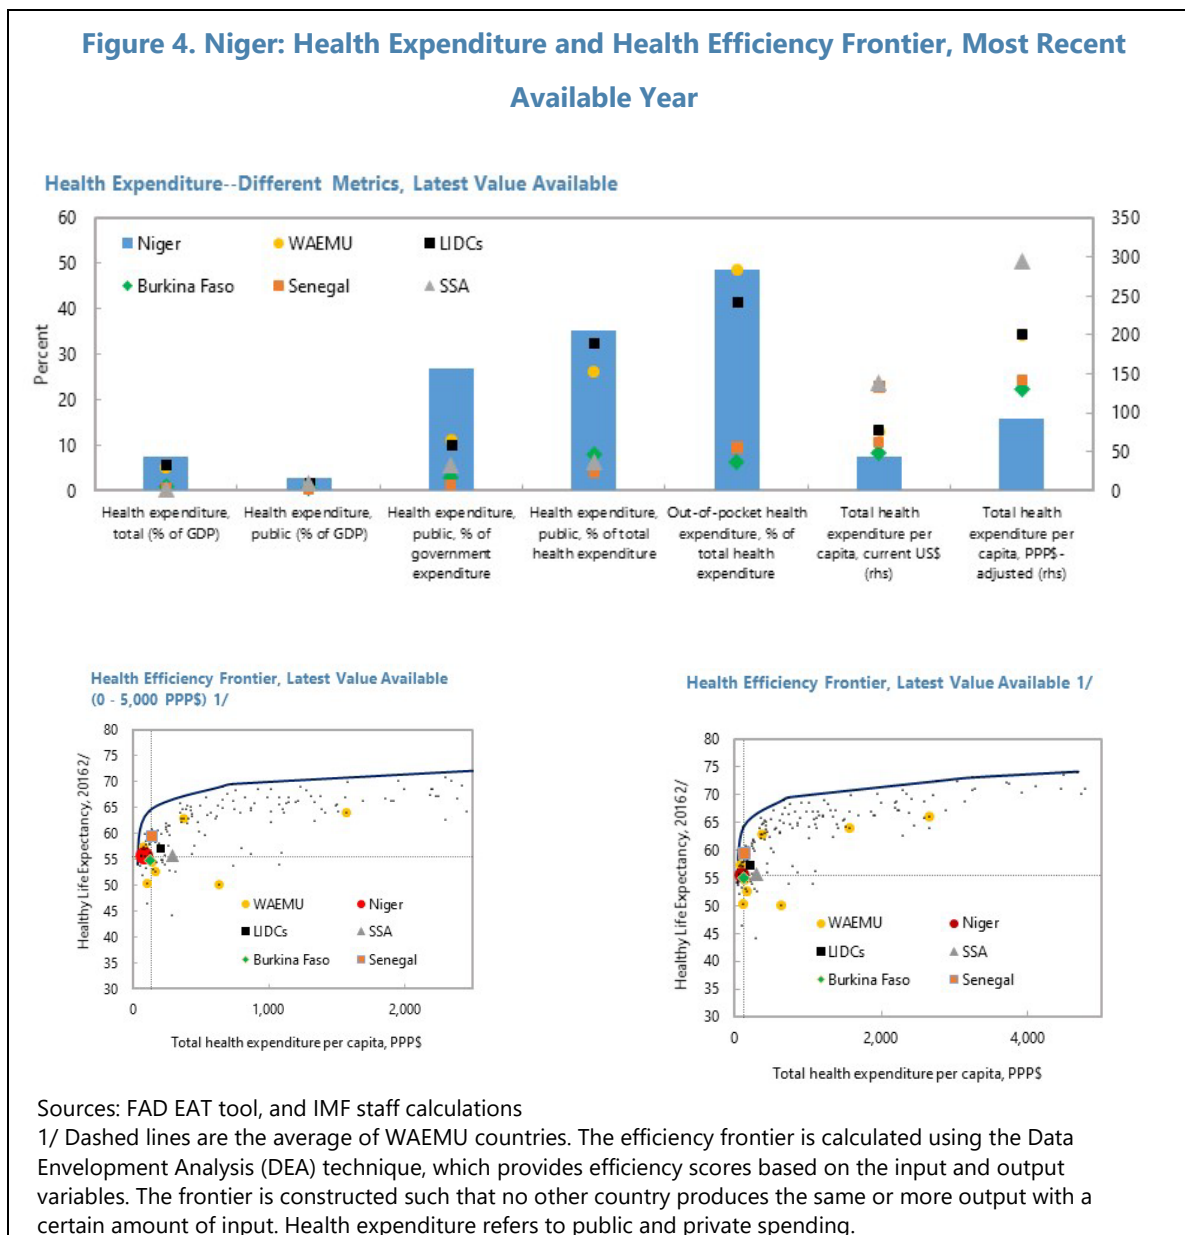 Figure 4. Niger: Health Expenditure and Health Efficiency Frontier, Most Recent
Available Year
Health Expenditure--Different Metrics, Latest Value Available
60
50
40
30
20
10
0
Percent
350
300
250
200
150
100
50
0
Niger
WAEMU
LIDCs
Burkina Faso
Senegal
SSA
Health expenditure,
total (% of GDP)
Health expenditure,
public (% of GDP)
Health expenditure,
public, % of
government
expenditure
Health expenditure,
public, % of total
health expenditure
Out-of-pocket health
expenditure, % of
total health
expenditure
Total health
expenditure per
capita, current US$
(rhs)
Total health
expenditure per
capita, PPP$-
adjusted (rhs)
Health Efficiency Frontier, Latest Value Available
(0 - 5,000 PPP$) 1/
80
75
70
65
60
55
50
45
40
35
30
Healthy Life Expectancy, 2016 2/
WAEMU
Niger
LIDCs
SSA
Burkina Faso
Senegal
0
1,000
2,000
Total health expenditure per capita, PPP$
Health Efficiency Frontier, Latest Value Available 1/
80
75
70
65
60
55
50
45
40
35
30
Healthy Life Expectancy, 2016 2/
WAEMU
Niger
LIDCs
SSA
Burkina Faso
Senegal
0
2,000
4,000
Total health expenditure per capita, PPP$
Sources: FAD EAT tool, and IMF staff calculations
1/ Dashed lines are the average of WAEMU countries. The efficiency frontier is calculated using the Data
Envelopment Analysis (DEA) technique, which provides efficiency scores based on the input and output
variables. The frontier is constructed such that no other country produces the same or more output with a
certain amount of input. Health expenditure refers to public and private spending.